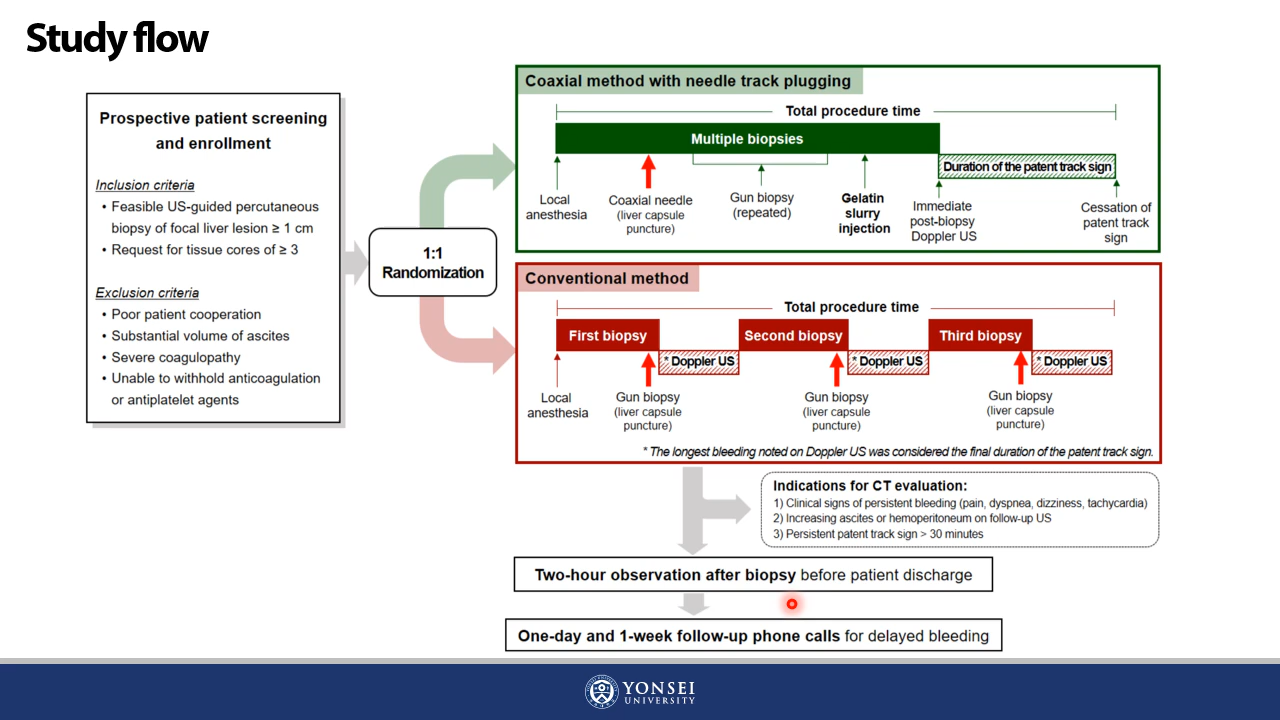 Study flow
Prospective patient screening
and enrollment
Inclusion criteria
• Feasible US-guided percutaneous
biopsy of focal liver lesion ≥ 1 cm
• Request for tissue cores of ≥ 3
Exclusion criteria
• Poor patient cooperation
• Substantial volume of ascites
• Severe coagulopathy
• Unable to withhold anticoagulation
or antiplatelet agents
1:1
Randomization
Coaxial method with needle track plugging
Total procedure time
Multiple biopsies
Duration of the patent track sign
Local
anesthesia
Coaxial needle
(liver capsule
puncture)
Gun biopsy
(repeated)
Gelatin
slurry
injection
Immediate
post-biopsy
Doppler US
Cessation of
patent track
sign
Conventional method
Total procedure time
First biopsy
* Doppler US
Second biopsy
* Doppler US
Third biopsy
* Doppler US
Local
anesthesia
Gun biopsy
(liver capsule
puncture)
Gun biopsy
(liver capsule
puncture)
Gun biopsy
(liver capsule
puncture)
* The longest bleeding noted on Doppler US was considered the final duration of the patent track sign.
Indications for CT evaluation:
1) Clinical signs of persistent bleeding (pain, dyspnea, dizziness, tachycardia)
2) Increasing ascites or hemoperitoneum on follow-up US
3) Persistent patent track sign > 30 minutes
Two-hour observation after biopsy before patient discharge
One-day and 1-week follow-up phone calls for delayed bleeding
YONSEI
UNIVERSITY